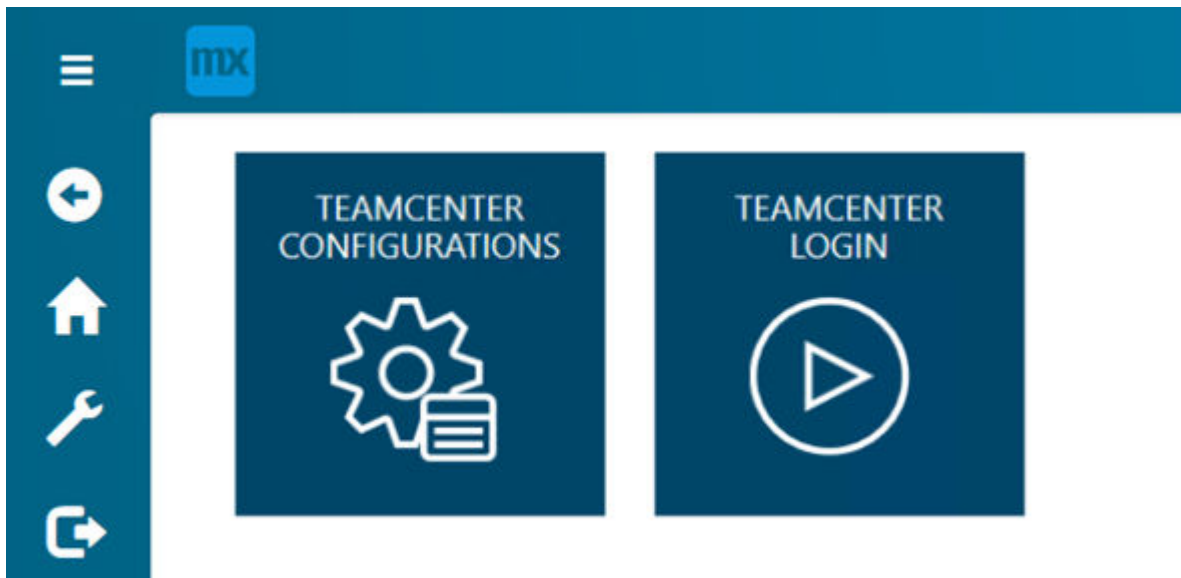 mx
TEAMCENTER
CONFIGURATIONS
TEAMCENTER
LOGIN